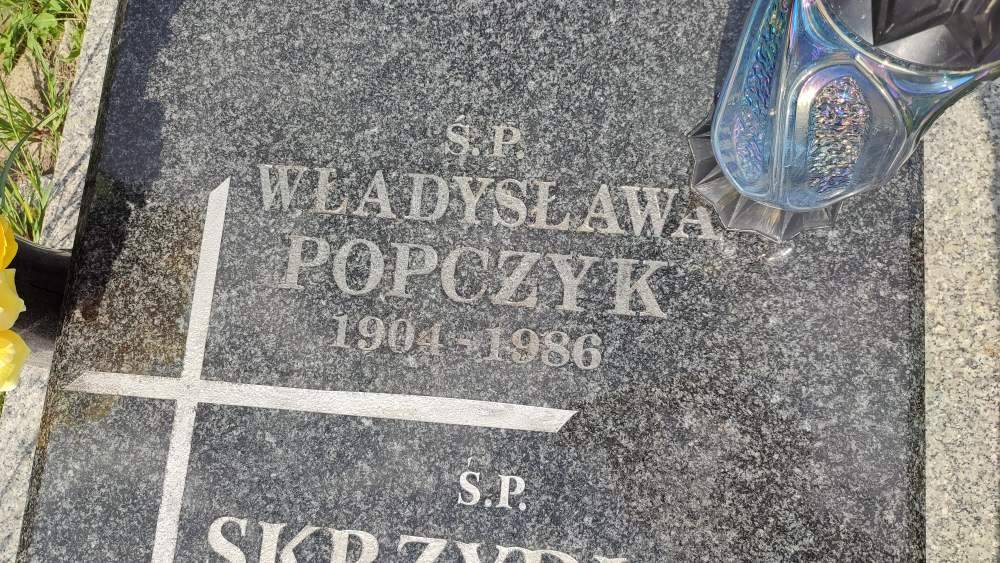 Ś.P.
WŁADYSŁAWA
POPCZYK
1904 - 1986
Ś.P.